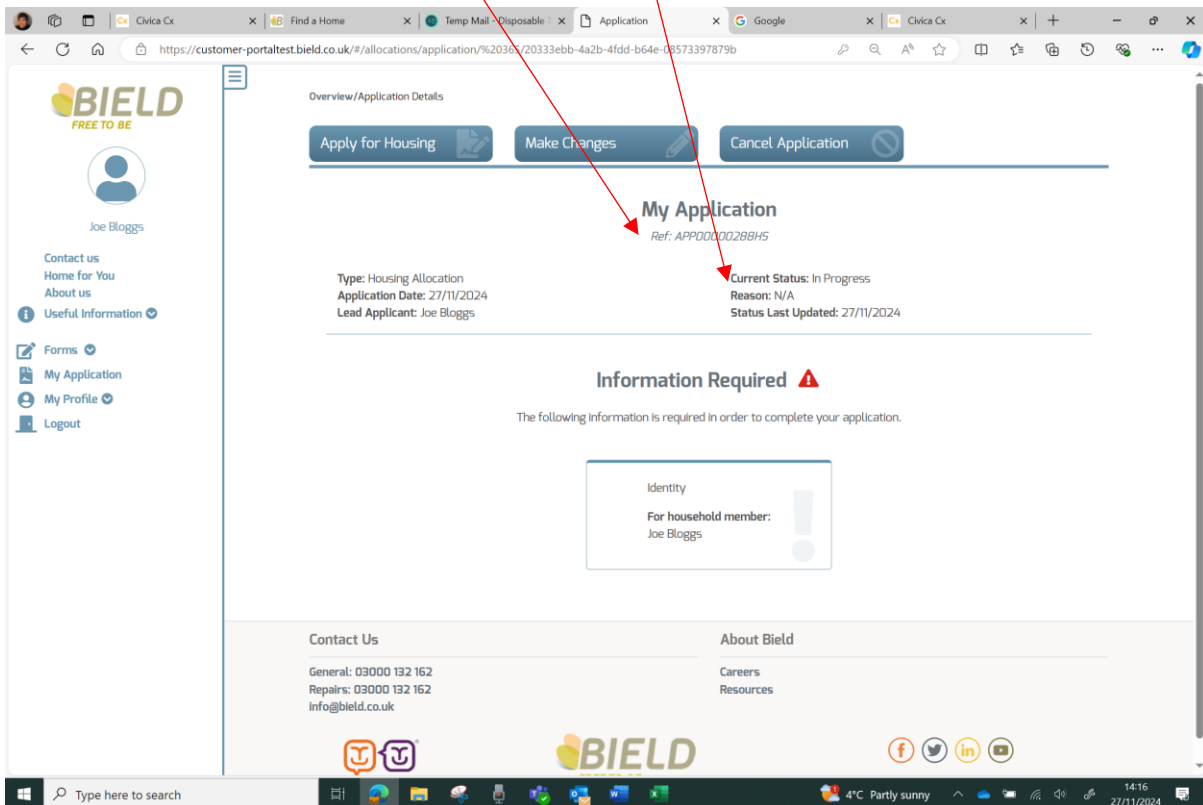 Civica Cx
Find a Home
Temp Mail - Disposable T
Application
Google
Civica Cx
https://customer-portaltest.bield.co.uk/#/allocations/application/%20365/20333ebb-4a2b-4fdd-b64e-08573397879b
BIELD
FREE TO BE
Joe Bloggs
Contact us
Home for You
About us
Useful Information
Forms
My Application
My Profile
Logout
Overview/Application Details
Apply for Housing
Make Changes
Cancel Application
My Application
Ref: APP00000288HS
Type: Housing Allocation
Application Date: 27/11/2024
Lead Applicant: Joe Bloggs
Current Status: In Progress
Reason: N/A
Status Last Updated: 27/11/2024
Information Required
The following information is required in order to complete your application.
Identity
For household member:
Joe Bloggs
Contact Us
General: 03000 132 162
Repairs: 03000 132 162
info@bield.co.uk
About Bield
Careers
Resources
BIELD
Type here to search
4°C Partly sunny
14:16
27/11/2024